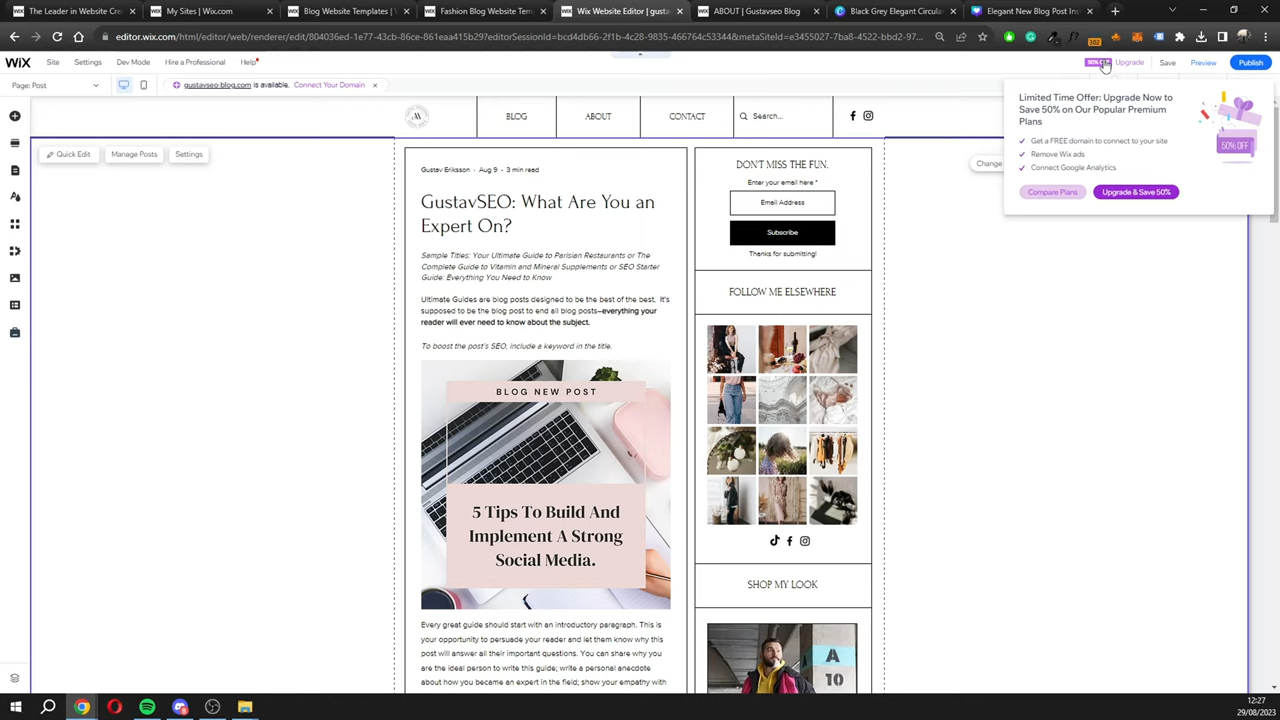 The Leader in Website Cre
My Sites | Wix.com
Blog Website Templates |
Fashion Blog Website Tem
Wix Website Editor | gusta
ABOUT | Gustavseo Blog
Black Grey Elegant Circular
Elegant New Blog Post Ins
editor.wix.com/html/editor/web/renderer/edit/804036ed-1e77-43cb-86ce-861eaa415b2a?editorSessionId=bcd4db66-2f1b-4c28-9835-466764c53344&metaSiteId=e3455027-7ba8-4522-bbd3-927...
WiX
Site
Settings
Dev Mode
Hire a Professional
Help
Upgrade
Save
Preview
Publish
Page: Post
gustavseo-blog.com is available.
Connect Your Domain
Limited Time Offer: Upgrade Now to
Save 50% on Our Popular Premium
Plans
Get a FREE domain to connect to your site
Remove Wix ads
Connect Google Analytics
50% OFF
Compare Plans
Upgrade & Save 50%
BLOG
ABOUT
CONTACT
Search...
Quick Edit
Manage Posts
Settings
Change
Gustav Eriksson · Aug 9 · 3 min read
GustavSEO: What Are You an
Expert On?
Sample Titles: Your Ultimate Guide to Parisian Restaurants or The
Complete Guide to Vitamin and Mineral Supplements or SEO Starter
Guide: Everything You Need to Know
Ultimate Guides are blog posts designed to be the best of the best. It's
supposed to be the blog post to end all blog posts—everything your
reader will ever need to know about the subject.
To boost the post's SEO, include a keyword in the title.
BLOG NEW POST
5 Tips To Build And
Implement A Strong
Social Media.
Every great guide should start with an introductory paragraph. This is
your opportunity to persuade your reader and let them know why this
post will answer all their important questions. You can share why you
are the ideal person to write this guide; write a personal anecdote
about how you became an expert in the field; show your empathy with
DON'T MISS THE FUN.
Enter your email here *
Email Address
Subscribe
Thanks for submitting!
FOLLOW ME ELSEWHERE
SHOP MY LOOK
A
10
12:27
29/08/2023